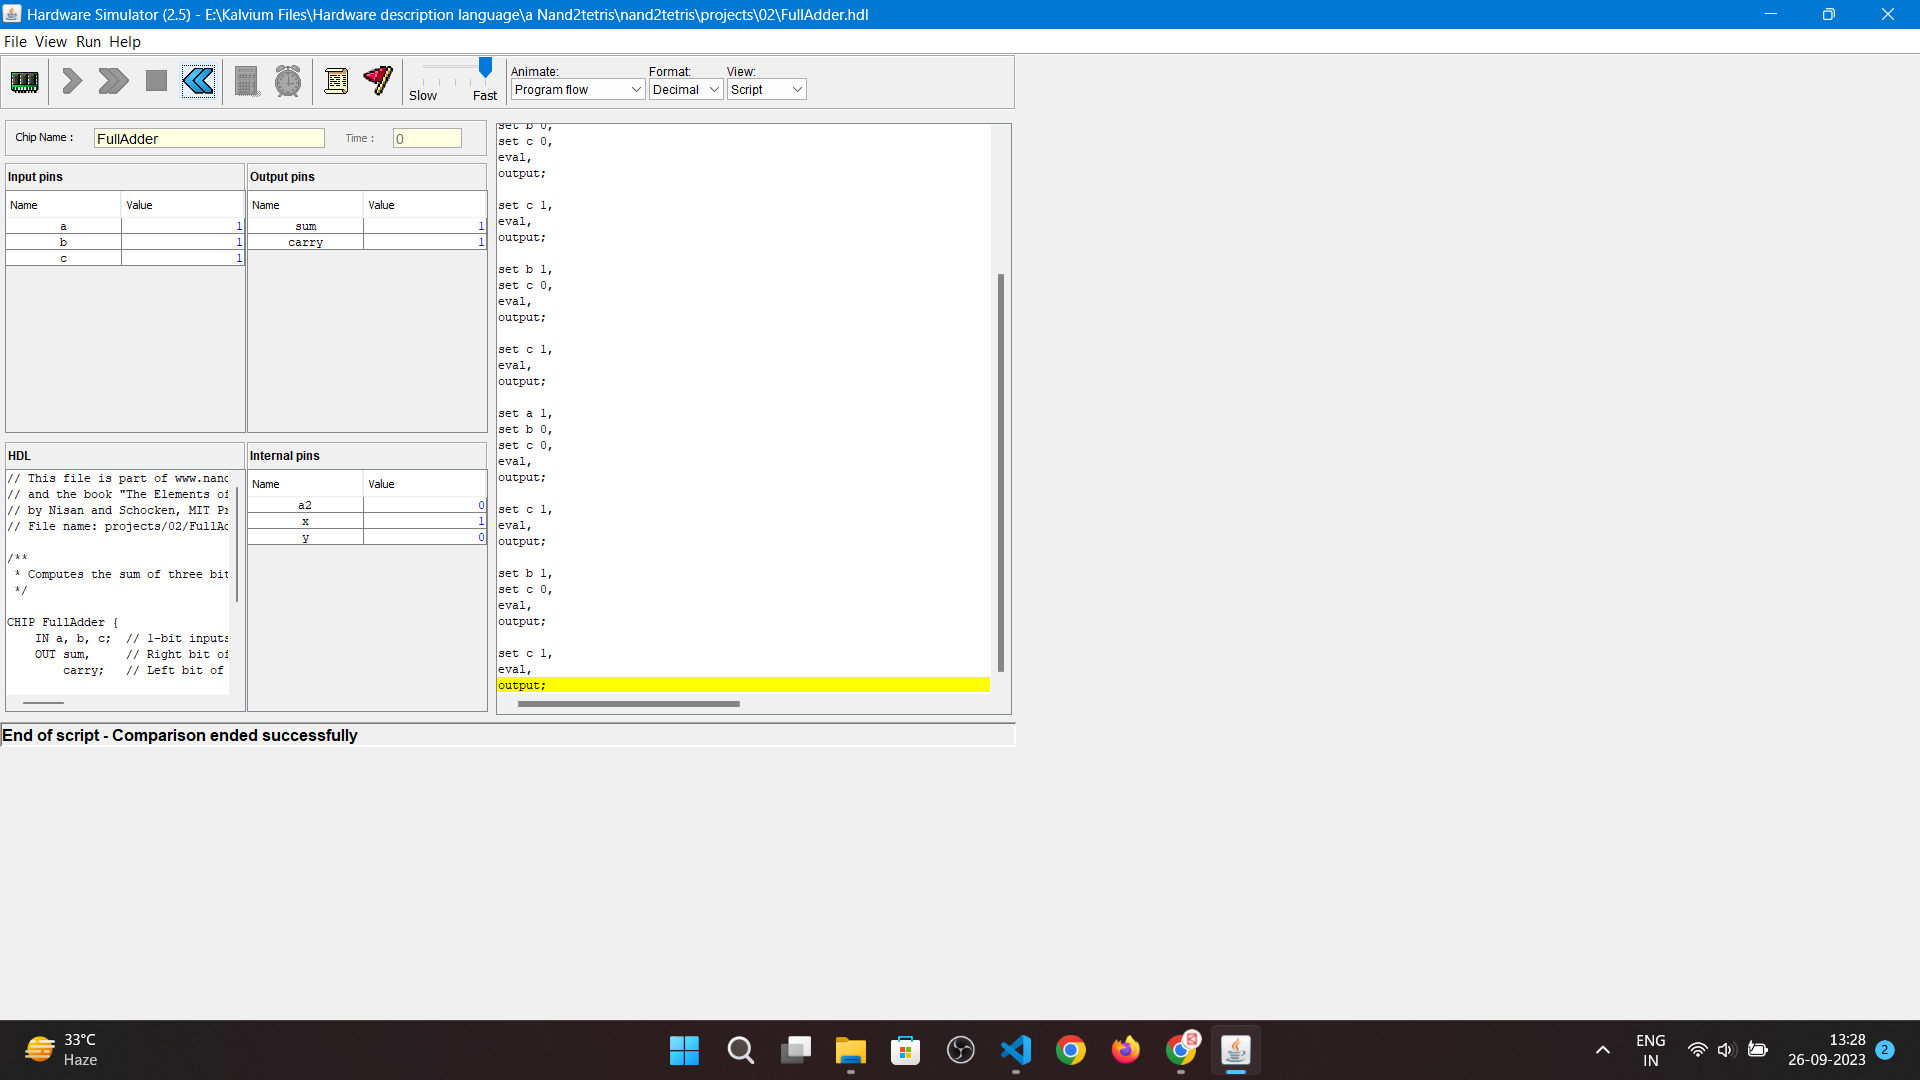 Hardware Simulator (2.5) - E:\Kalvium Files\Hardware description language\a Nand2tetris\nand2tetris\projects\02\FullAdder.hdl
File View Run Help
Slow Fast
Animate: Format: View:
Program flow Decimal Script
Chip Name : FullAdder Time : 0
Input pins
Name Value
a 1
b 1
c 1
Output pins
Name Value
sum 1
carry 1
HDL
// This file is part of www.nand
// and the book "The Elements of
// by Nisan and Schocken, MIT Pr
// File name: projects/02/FullAd
/**
* Computes the sum of three bit
*/
CHIP FullAdder {
IN a, b, c; // 1-bit inputs
OUT sum, // Right bit of
carry; // Left bit of
Internal pins
Name Value
a2 0
x 1
y 0
set b 0,
set c 0,
eval,
output;
set c 1,
eval,
output;
set b 1,
set c 0,
eval,
output;
set c 1,
eval,
output;
set a 1,
set b 0,
set c 0,
eval,
output;
set c 1,
eval,
output;
set b 1,
set c 0,
eval,
output;
set c 1,
eval,
output;
End of script - Comparison ended successfully
33°C
Haze
ENG
IN
13:28
26-09-2023
2